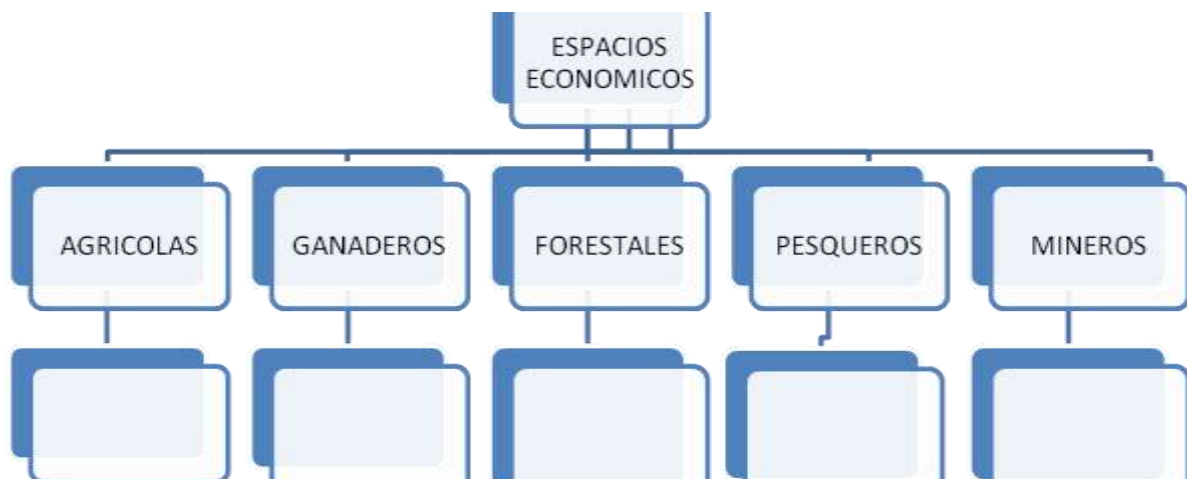 ESPACIOS
ECONOMICOS
AGRICOLAS
GANADEROS
FORESTALES
PESQUEROS
MINEROS